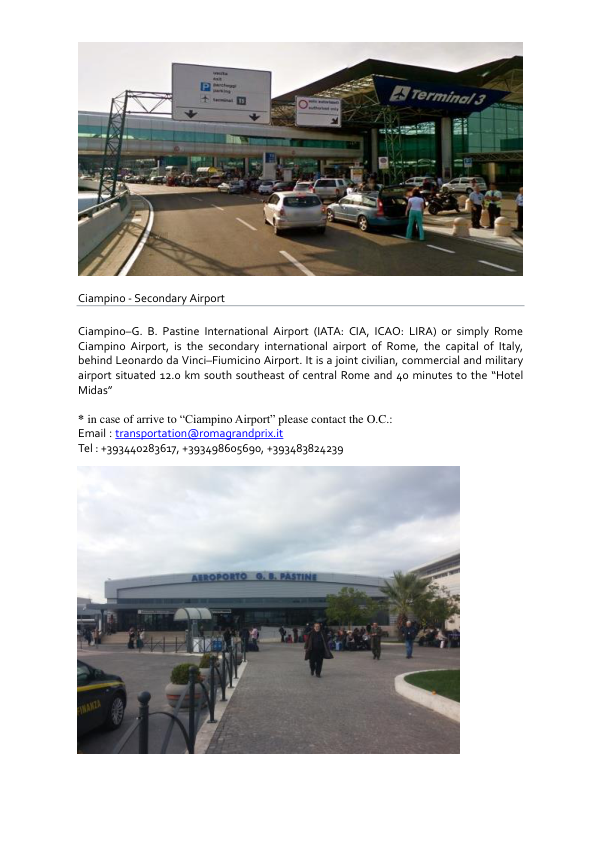 uscita
exit
parcheggi
parking
P
terminal
Terminal 3
Ciampino - Secondary Airport
Ciampino–G. B. Pastine International Airport (IATA: CIA, ICAO: LIRA) or simply Rome
Ciampino Airport, is the secondary international airport of Rome, the capital of Italy,
behind Leonardo da Vinci–Fiumicino Airport. It is a joint civilian, commercial and military
airport situated 12.0 km south southeast of central Rome and 40 minutes to the “Hotel
Midas”
* in case of arrive to “Ciampino Airport” please contact the O.C.:
Email : transportation@romagrandprix.it
Tel : +393440283617, +393498605690, +393483824239
AEROPORTO G. B. PASTINE
FINANZA